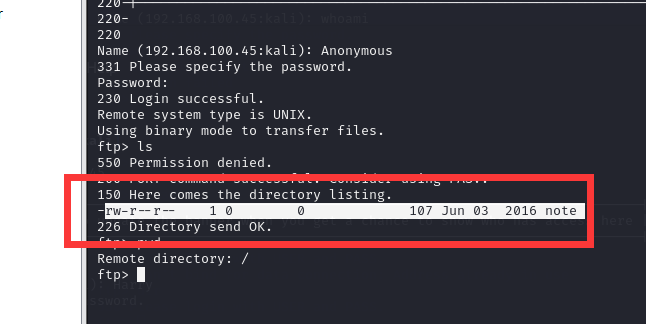 220-
220-
220
Name (192.168.100.45:kali): Anonymous
331 Please specify the password.
Password:
230 Login successful.
Remote system type is UNIX.
Using binary mode to transfer files.
ftp> ls
550 Permission denied.
200 PORT command successful. Consider using PASV.
150 Here comes the directory listing.
-rw-r--r-- 1 0 0 107 Jun 03 2016 note
226 Directory send OK.
ftp> pwd
Remote directory: /
ftp>